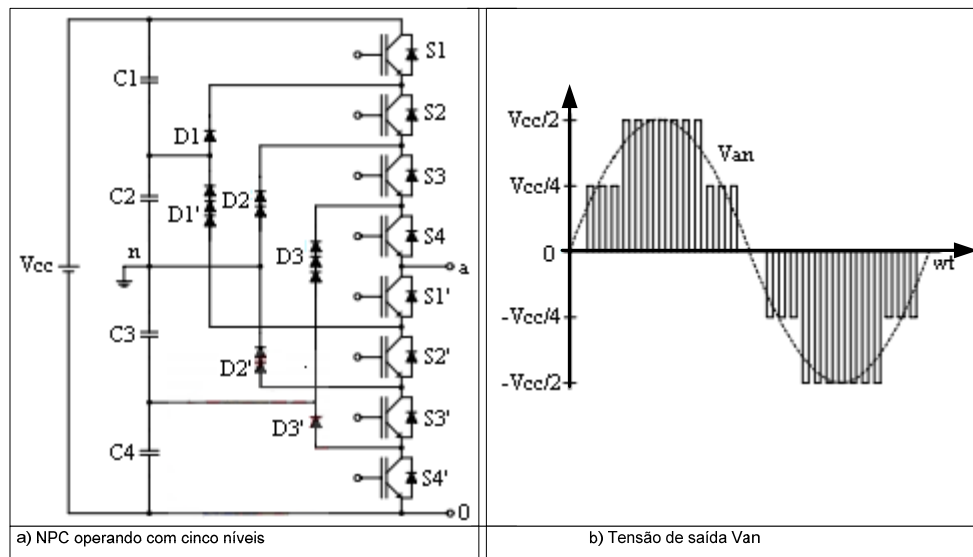 S1
C1
S2
D1
S3
C2
D2
D1'
S4
n
D3
Vcc
a
S1'
C3
S2'
D2'
S3'
D3'
C4
S4'
0
a) NPC operando com cinco níveis
Vcc/2
Van
Vcc/4
0
wt
-Vcc/4
-Vcc/2
b) Tensão de saída Van